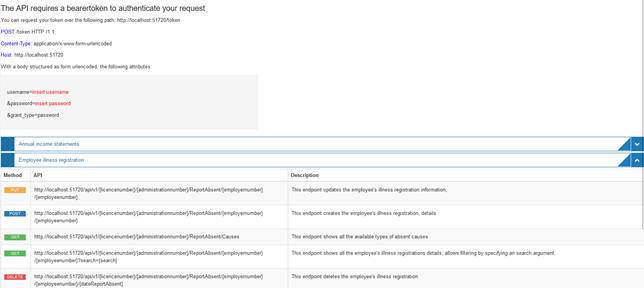 The API requires a bearertoken to authenticate your request
You can request your token over the following path: http://localhost:51720/token
POST /token HTTP /1.1
Content-Type: application/x-www-form-urlencoded
Host: http://localhost:51720
With a body structured as form urlencoded, the following attributes:
username=insert username
&password=insert password
&grant_type=password
Annual income statements
Employee illness registration
Method API Description
PUT http://localhost:51720/api/v1/[licencenumber]/[administrationnumber]/ReportAbsent/[employeenumber] This endpoint updates the employee's illness registration information,
/[employeenumber]
POST http://localhost:51720/api/v1/[licencenumber]/[administrationnumber]/ReportAbsent/[employeenumber] This endpoint creates the employee's illness registration, details.
/[employeenumber]
GET http://localhost:51720/api/v1/[licencenumber]/[administrationnumber]/ReportAbsent/Causes This endpoint shows all the available types of absent causes
GET http://localhost:51720/api/v1/[licencenumber]/[administrationnumber]/ReportAbsent/[employeenumber] This endpoint shows all the employee's illness registrations details, allows filtering by specifying an search argument.
/[employeenumber]?search=[search]
DELETE http://localhost:51720/api/v1/[licencenumber]/[administrationnumber]/ReportAbsent/[employeenumber] This endpoint deletes the employee's illness registration.
/[employeenumber]/[dateReportAbsent]